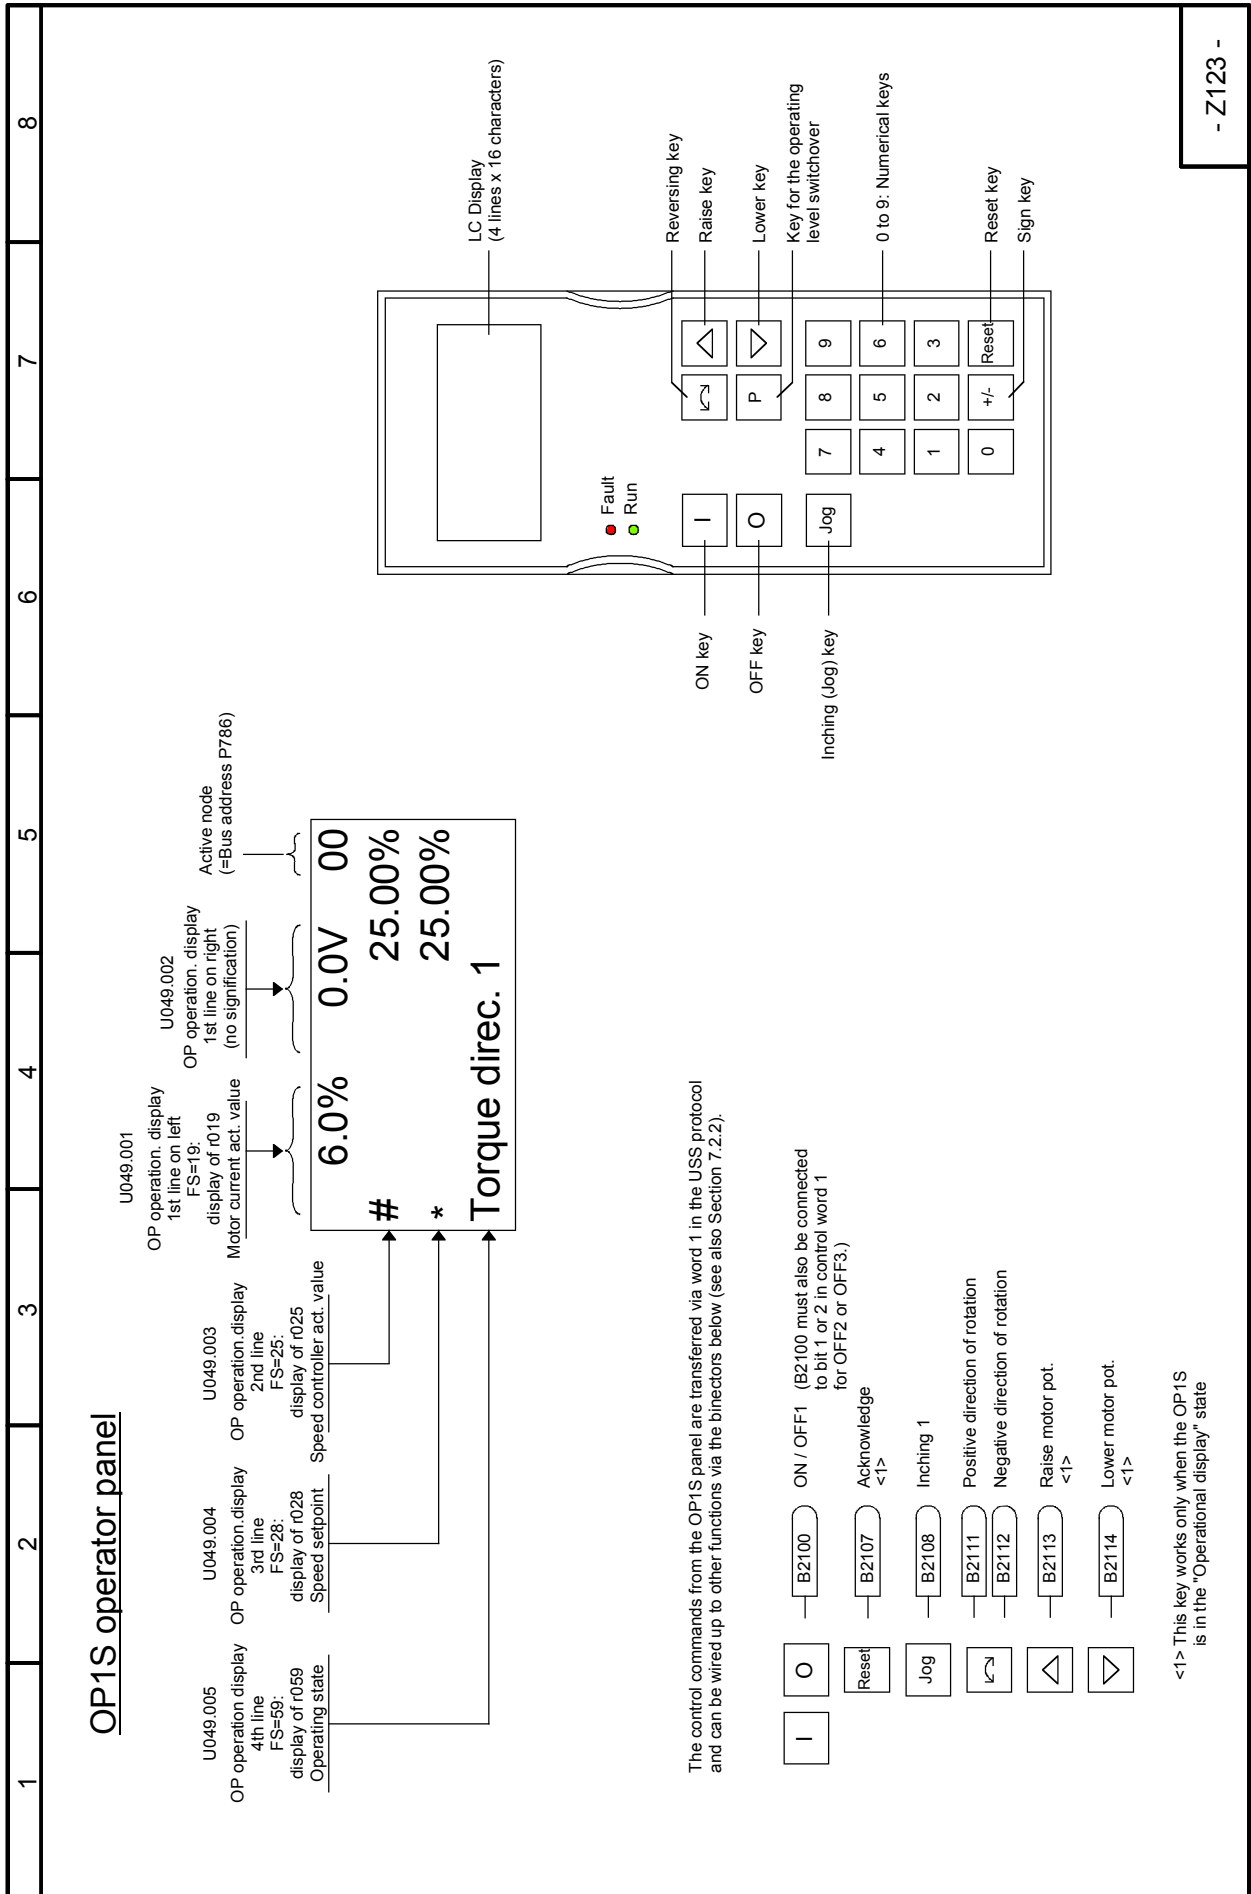 1 2 3 4 5 6 7 8
OP1S operator panel
U049.005
OP operation display
4th line
FS=59:
display of r059
Operating state
U049.004
OP operation.display
3rd line
FS=28:
display of r028
Speed setpoint
U049.003
OP operation.display
2nd line
FS=25:
display of r025
Speed controller act. value
U049.001
OP operation. display
1st line on left
FS=19:
display of r019
Motor current act. value
U049.002
OP operation. display
1st line on right
(no signification)
Active node
(=Bus address P786)
6.0% 0.0V 00
# 25.00%
* 25.00%
Torque direc. 1
LC Display
(4 lines x 16 characters)
Fault
Run
ON key
OFF key
Inching (Jog) key
I
O
Jog
P
7 8 9
4 5 6
1 2 3
0 +/- Reset
Reversing key
Raise key
Lower key
Key for the operating
level switchover
0 to 9: Numerical keys
Reset key
Sign key
The control commands from the OP1S panel are transferred via word 1 in the USS protocol
and can be wired up to other functions via the binectors below (see also Section 7.2.2).
I O B2100 ON / OFF1 (B2100 must also be connected
to bit 1 or 2 in control word 1
for OFF2 or OFF3.)
Reset B2107 Acknowledge
<1>
Jog B2108 Inching 1
B2111 Positive direction of rotation
B2112 Negative direction of rotation
B2113 Raise motor pot.
<1>
B2114 Lower motor pot.
<1>
<1> This key works only when the OP1S
is in the "Operational display" state
- Z123 -